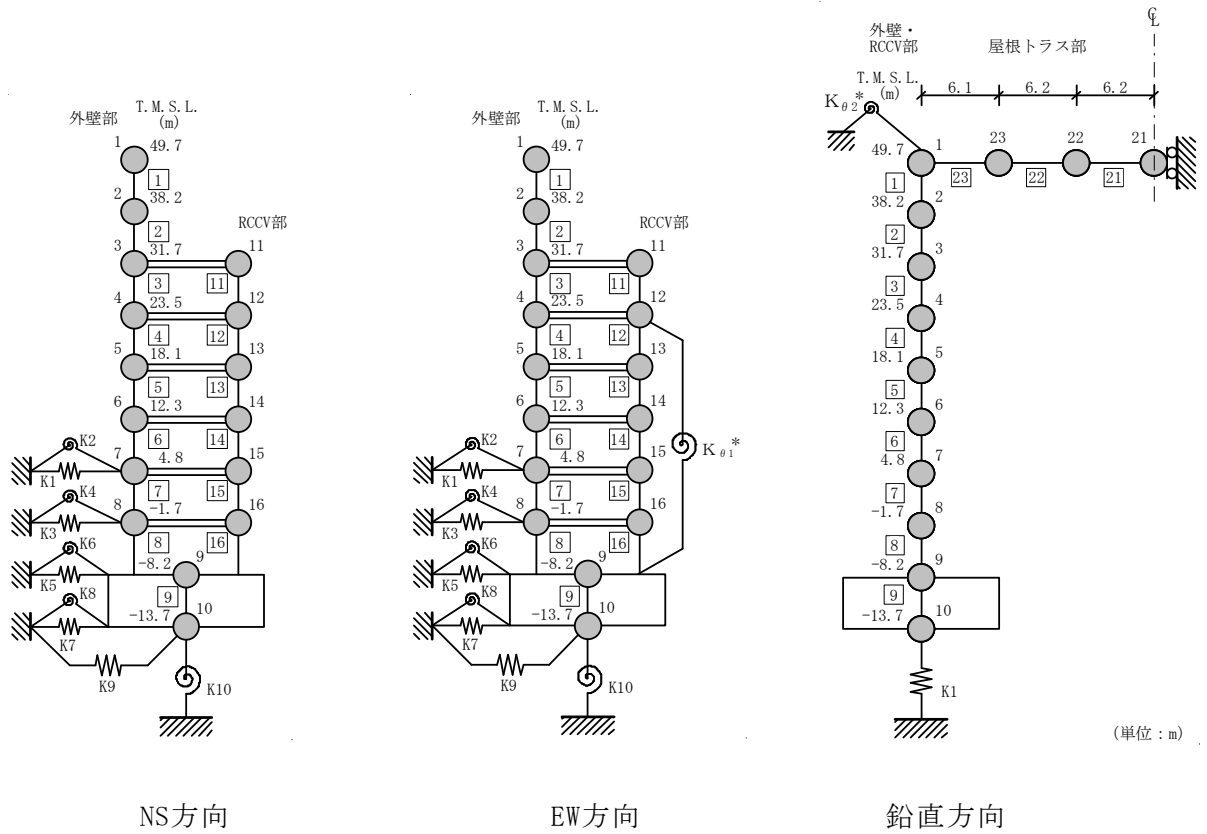 外壁部
T.M.S.L.
(m)
1
49.7
1
2
38.2
2
RCCV部
3
31.7
11
3
11
4
23.5
12
4
12
5
18.1
13
5
13
6
12.3
14
6
14
K2
7
4.8
15
K1
7
15
K4
8
-1.7
16
K3
8
16
K6
-8.2
9
K5
K8
9
-13.7
10
K7
K9
K10
NS方向
外壁部
T.M.S.L.
(m)
1
49.7
1
2
38.2
2
RCCV部
3
31.7
11
3
11
4
23.5
12
4
12
5
18.1
13
5
13
6
12.3
14
6
14
Kθ1*
K2
7
4.8
15
K1
7
15
K4
8
-1.7
16
K3
8
16
K6
-8.2
9
K5
K8
9
-13.7
10
K7
K9
K10
EW方向
外壁・
RCCV部
屋根トラス部
CL
T.M.S.L.
(m)
6.1
6.2
6.2
Kθ2*
49.7
1
23
22
21
1
23
22
21
38.2
2
2
31.7
3
3
23.5
4
4
18.1
5
5
12.3
6
6
4.8
7
7
-1.7
8
8
-8.2
9
9
-13.7
10
K1
(単位：m)
鉛直方向